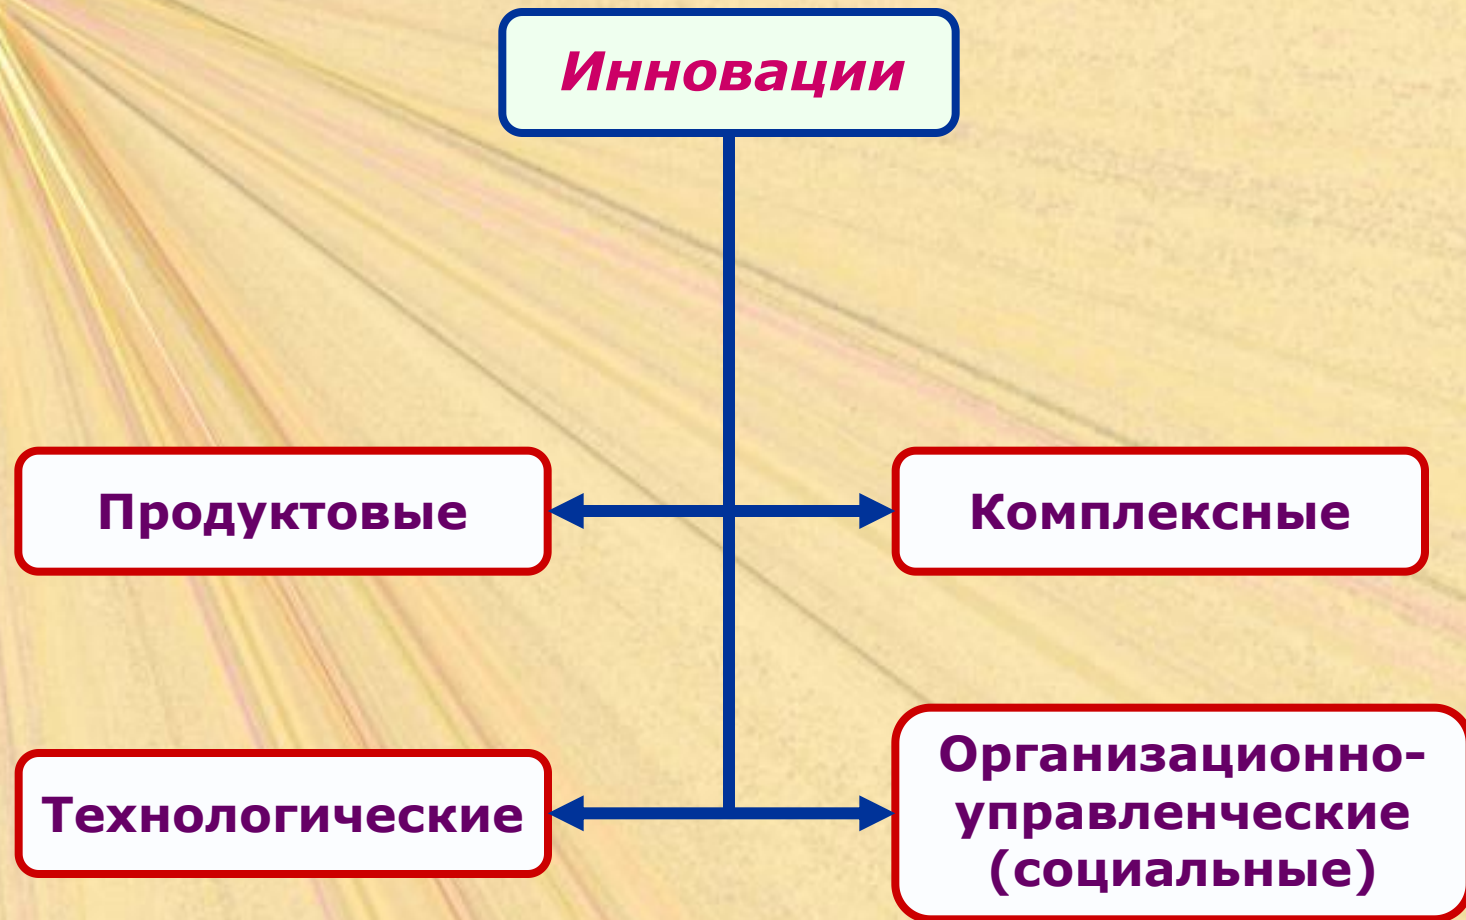 Инновации
Продуктовые
Комплексные
Технологические
Организационно-
управленческие
(социальные)